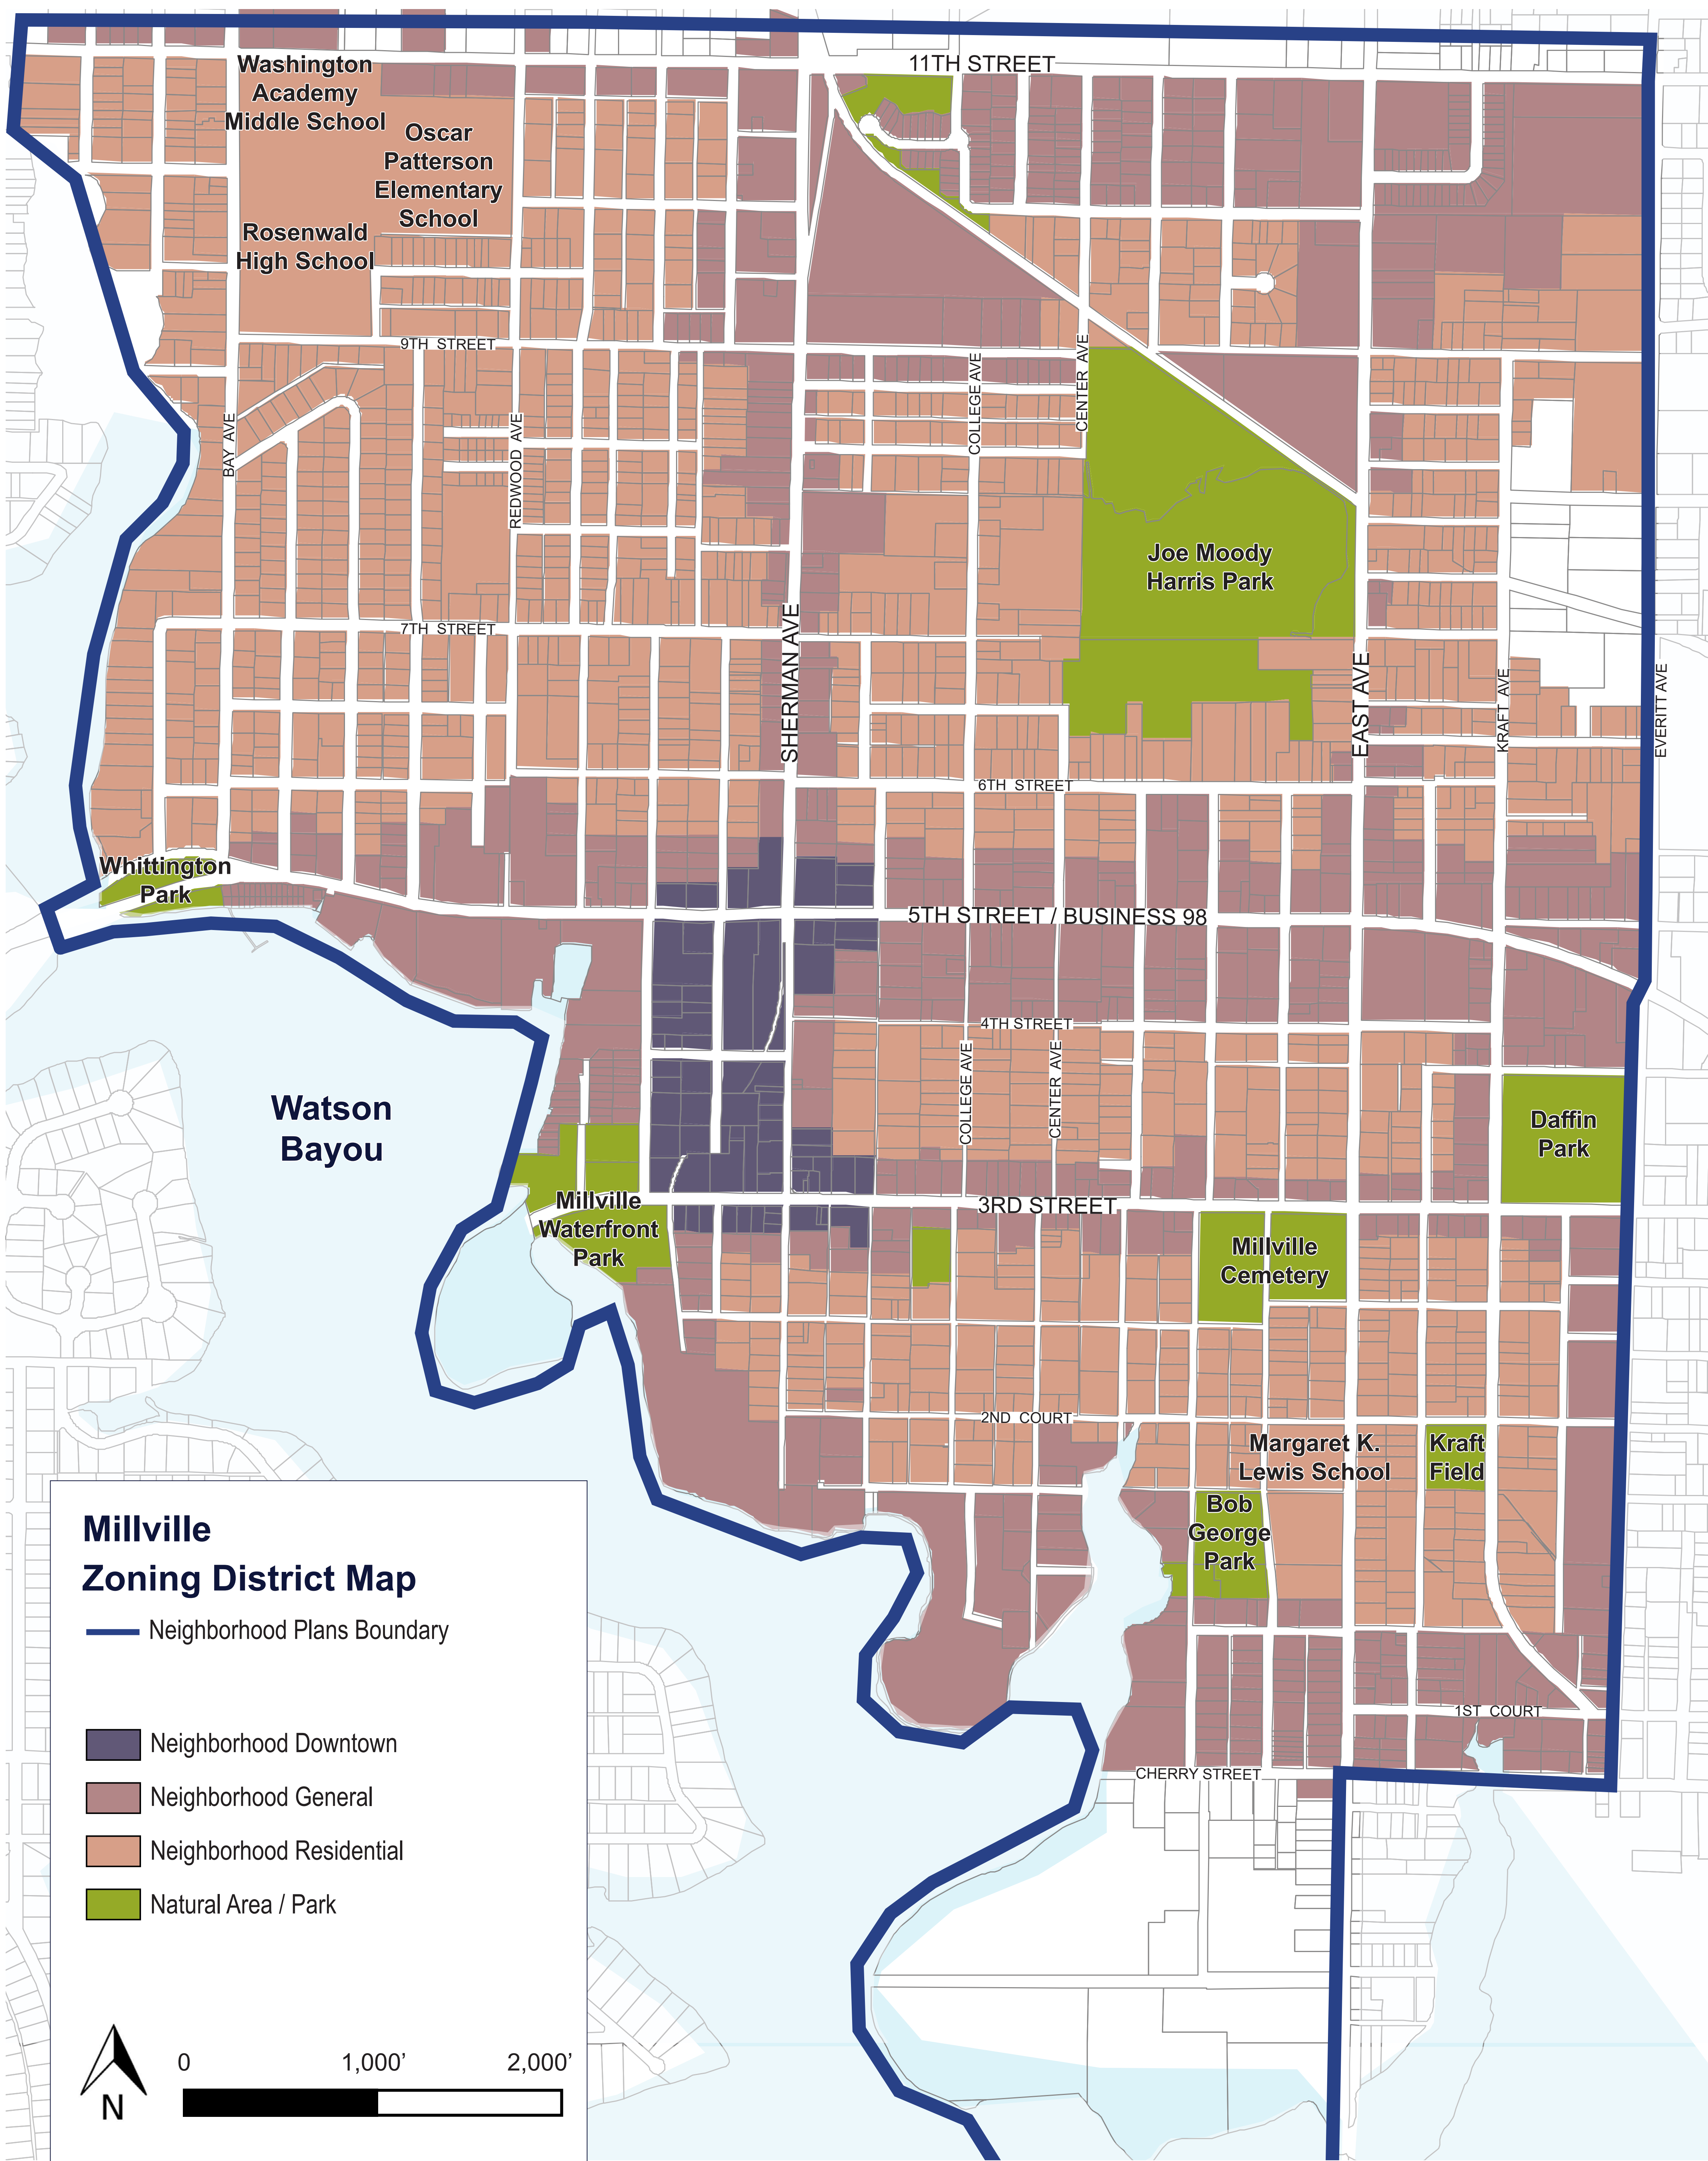 11TH STREET
Washington
Academy
Middle School
Oscar
Patterson
Elementary
School
Rosenwald
High School
9TH STREET
CENTER AVE
COLLEGE AVE
BAY AVE
REDWOOD AVE
Joe Moody
Harris Park
7TH STREET
SHERMAN AVE
EAST AVE
KRAFT AVE
EVERITT AVE
6TH STREET
Whittington
Park
5TH STREET / BUSINESS 98
4TH STREET
COLLEGE AVE
CENTER AVE
Watson
Bayou
Daffin
Park
Millville
Waterfront
Park
3RD STREET
Millville
Cemetery
2ND COURT
Margaret K.
Lewis School
Kraft
Field
Bob
George
Park
1ST COURT
CHERRY STREET
Millville
Zoning District Map
Neighborhood Plans Boundary
Neighborhood Downtown
Neighborhood General
Neighborhood Residential
Natural Area / Park
0 1,000' 2,000'
N